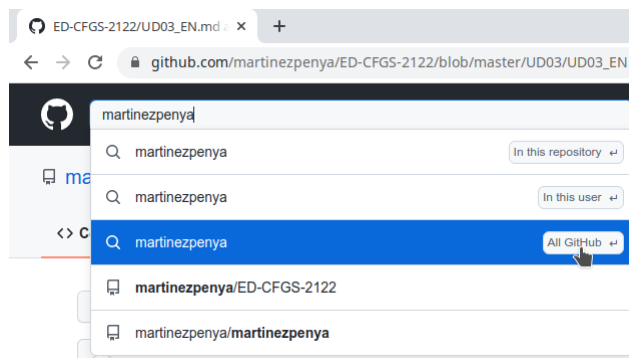 ED-CFGS-2122/UD03_EN.md a
github.com/martinezpenya/ED-CFGS-2122/blob/master/UD03/UD03_EN
martinezpenya
martinezpenya In this repository
ma
martinezpenya In this user
<> C
martinezpenya All GitHub
martinezpenya/ED-CFGS-2122
martinezpenya/martinezpenya